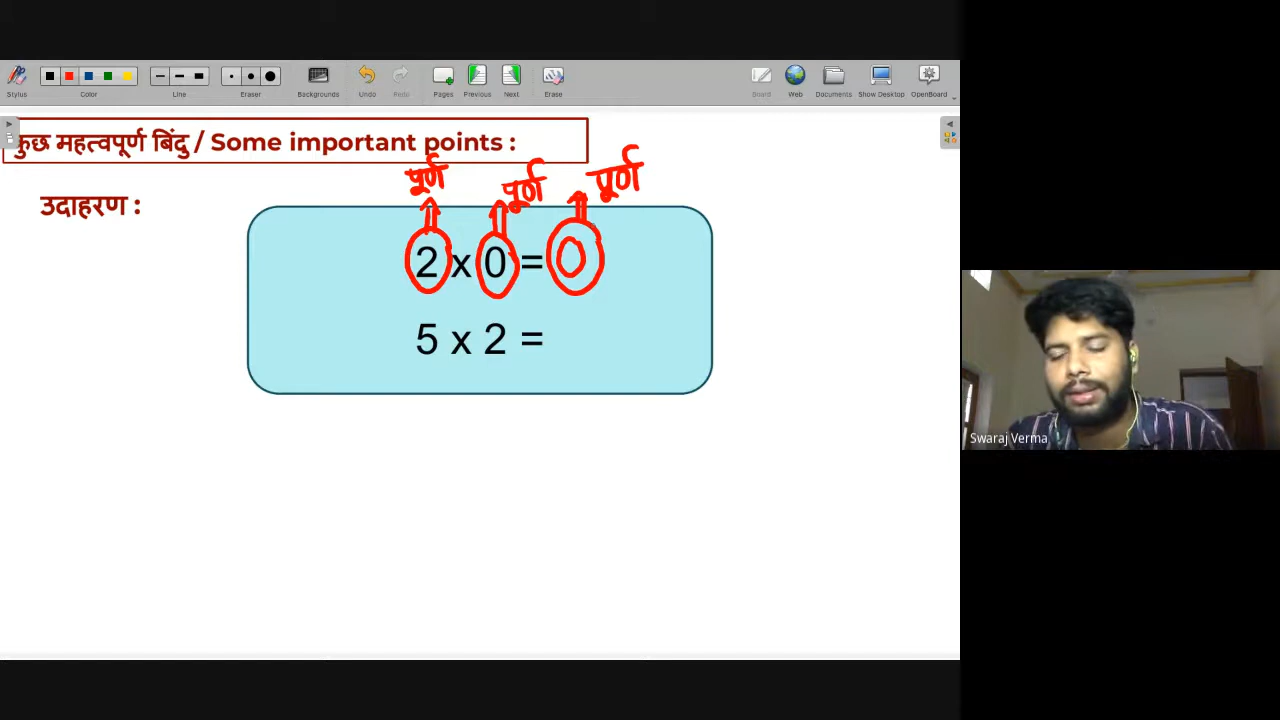 Stylus Color Line Eraser Backgrounds Undo Redo Pages Previous Next Erase Board Web Documents Show Desktop OpenBoard
कुछ महत्वपूर्ण बिंदु / Some important points :
पूर्ण पूर्ण पूर्ण
उदाहरण :
2 x 0 = 0
5 x 2 =
Swaraj Verma